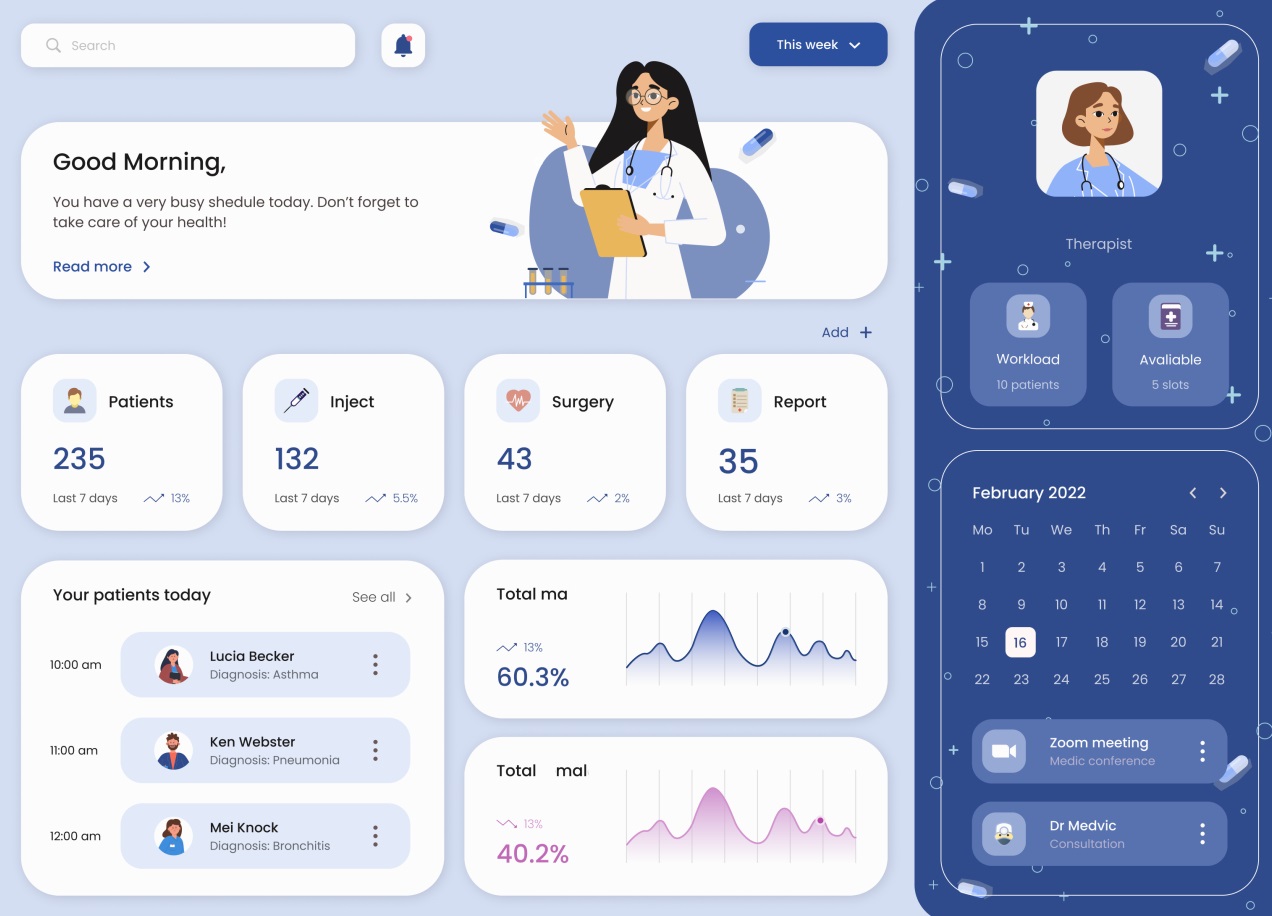 Search
This week
Good Morning,
You have a very busy shedule today. Don't forget to
take care of your health!
Read more
Add
Patients
235
Last 7 days
13%
Inject
132
Last 7 days
5.5%
Surgery
43
Last 7 days
2%
Report
35
Last 7 days
3%
Your patients today
See all
10:00 am
Lucia Becker
Diagnosis: Asthma
11:00 am
Ken Webster
Diagnosis: Pneumonia
12:00 am
Mei Knock
Diagnosis: Bronchitis
Total ma
13%
60.3%
Total mal
13%
40.2%
Therapist
Workload
10 patients
Avaliable
5 slots
February 2022
Mo Tu We Th Fr Sa Su
1 2 3 4 5 6 7
8 9 10 11 12 13 14
15 16 17 18 19 20 21
22 23 24 25 26 27 28
Zoom meeting
Medic conference
Dr Medvic
Consultation